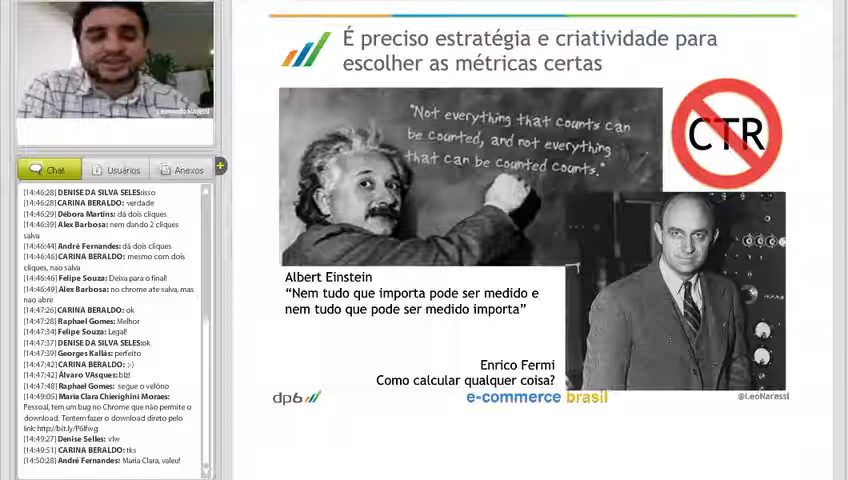 Leonardo Naressi
Chat
Usuários
Anexos
[14:46:28] DENISE DA SILVA SELES:isso
[14:46:28] CARINA BERALDO: verdade
[14:46:29] Débora Martins: dá dois cliques
[14:46:39] Alex Barbosa: nem dando 2 cliques
salva
[14:46:44] André Fernandes: dá dois cliques
[14:46:46] CARINA BERALDO: mesmo com dois
cliques, nao salva
[14:46:46] Felipe Souza: Deixa para o final!
[14:46:49] Alex Barbosa: no chrome ate salva, mas
nao abre
[14:47:26] CARINA BERALDO: ok
[14:47:28] Raphael Gomes: Melhor
[14:47:34] Felipe Souza: Legal!
[14:47:37] DENISE DA SILVA SELES:ok
[14:47:39] Georges Kallás: perfeito
[14:47:42] CARINA BERALDO: ;-)
[14:47:42] Álvaro VAsques: blz!
[14:47:48] Raphael Gomes: segue o velório
[14:49:05] Maria Clara Chierighini Moraes:
Pessoal, tem um bug no Chrome que não permite o
download. Tentem fazer o download direto pelo
link: http://bit.ly/P6lfwg
[14:49:27] Denise Selles: vlw
[14:49:51] CARINA BERALDO: tks
[14:50:28] André Fernandes: Maria Clara, valeu!
É preciso estratégia e criatividade para
escolher as métricas certas
"Not everything that counts can
be counted, and not everything
that can be counted counts."
CTR
Albert Einstein
“Nem tudo que importa pode ser medido e
nem tudo que pode ser medido importa”
Enrico Fermi
Como calcular qualquer coisa?
dp6
e-commerce brasil
@LeoNaressi